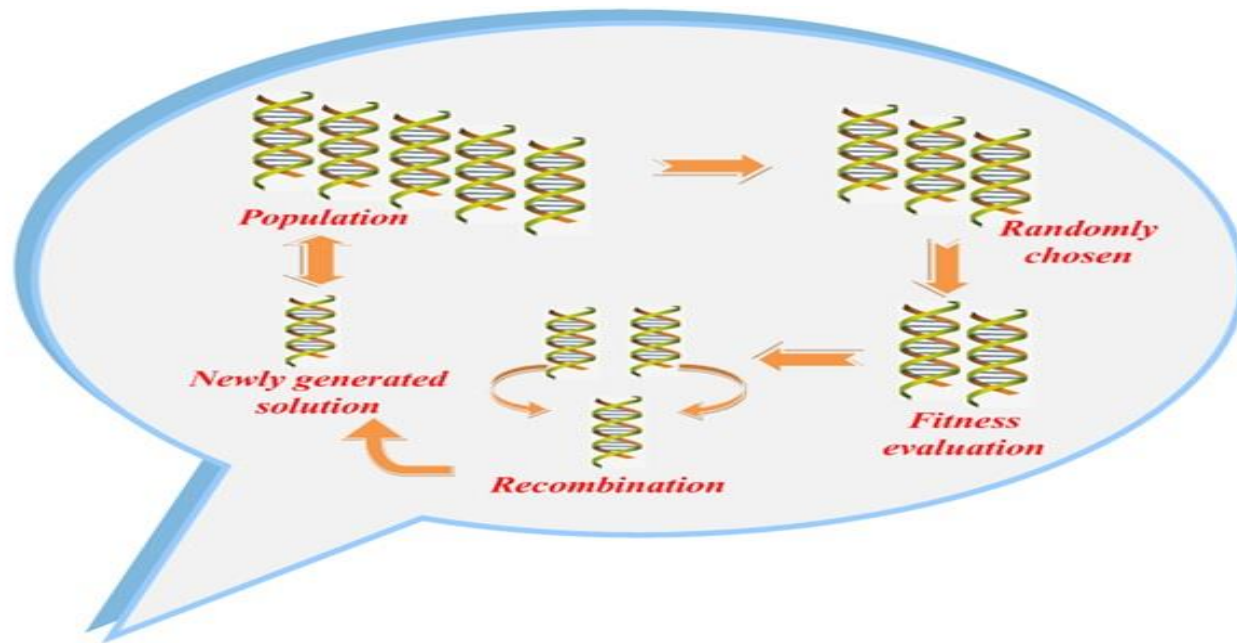 Population
Randomly
chosen
Newly generated
solution
Fitness
evaluation
Recombination